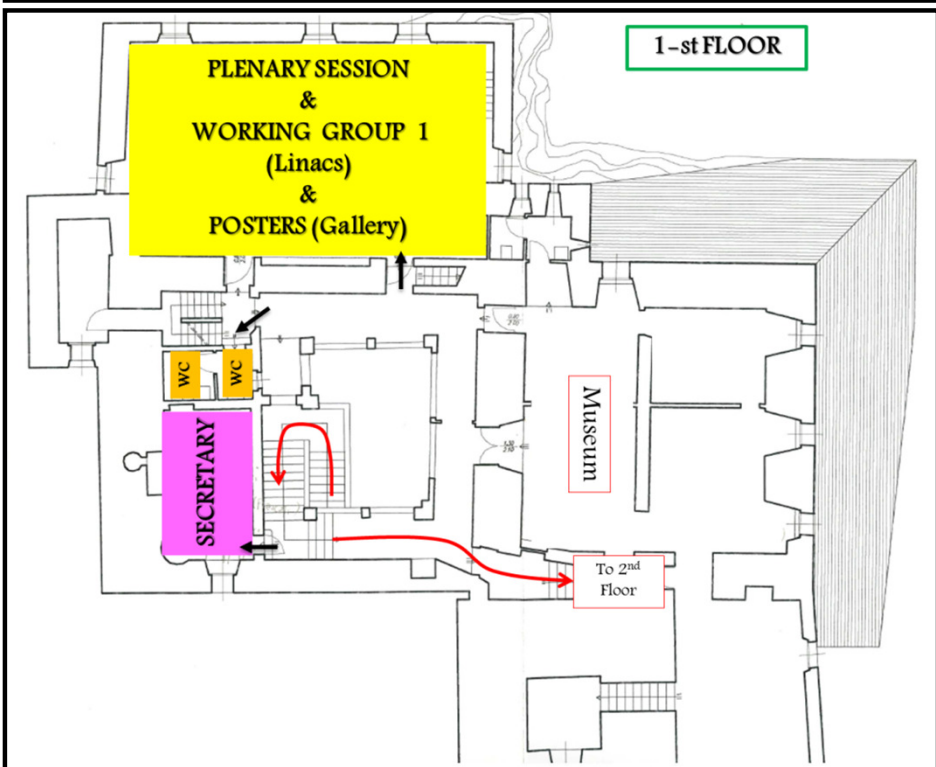 1-st FLOOR
PLENARY SESSION
&
WORKING GROUP 1
(Linacs)
&
POSTERS (Gallery)
WC
WC
SECRETARY
Museum
To 2nd
Floor